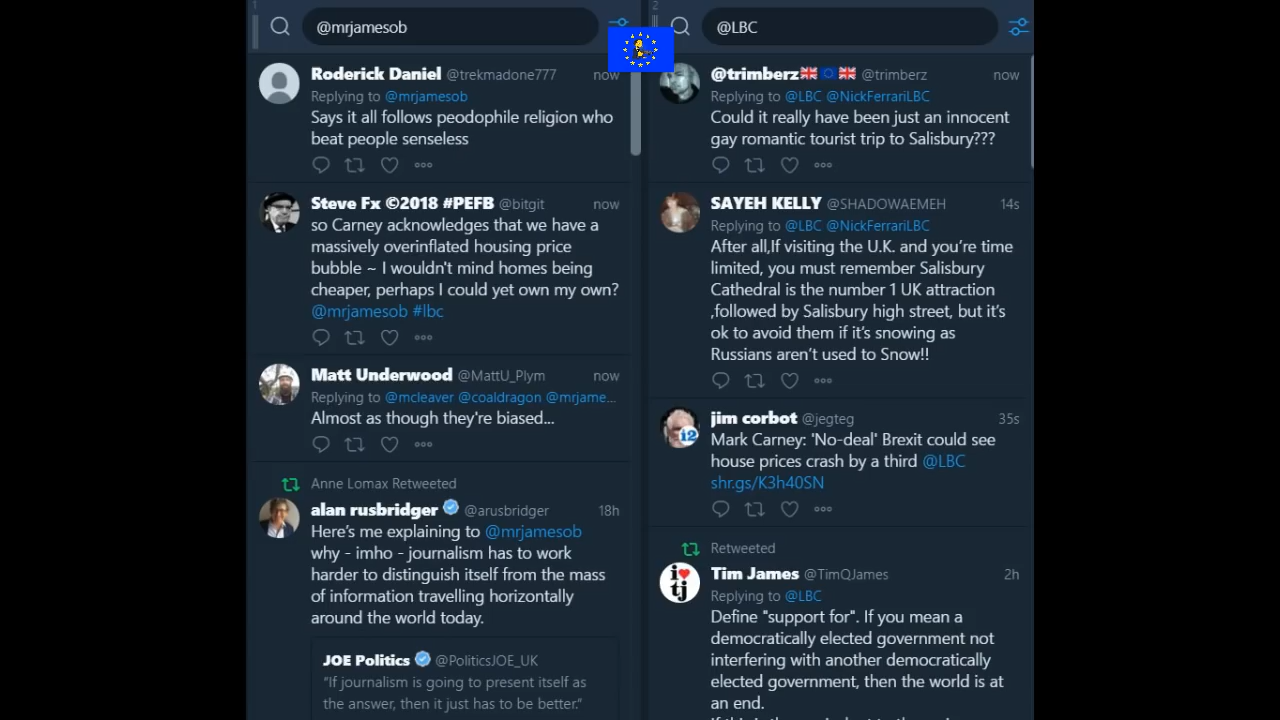 1
@mrjamesob
Roderick Daniel @trekmadone777 now
Replying to @mrjamesob
Says it all follows peodophile religion who
beat people senseless
Steve Fx ©2018 #PEFB @bitgit now
so Carney acknowledges that we have a
massively overinflated housing price
bubble ~ I wouldn't mind homes being
cheaper, perhaps I could yet own my own?
@mrjamesob #lbc
Matt Underwood @MattU_Plym now
Replying to @mcleaver @coaldragon @mrjame...
Almost as though they're biased...
Anne Lomax Retweeted
alan rusbridger @arusbridger 18h
Here's me explaining to @mrjamesob
why - imho - journalism has to work
harder to distinguish itself from the mass
of information travelling horizontally
around the world today.
JOE Politics @PoliticsJOE_UK
"If journalism is going to present itself as
the answer, then it just has to be better."
2
@LBC
@trimberz🇬🇧🇪🇺🇬🇧 @trimberz now
Replying to @LBC @NickFerrariLBC
Could it really have been just an innocent
gay romantic tourist trip to Salisbury???
SAYEH KELLY @SHADOWAEMEH 14s
Replying to @LBC @NickFerrariLBC
After all,If visiting the U.K. and you're time
limited, you must remember Salisbury
Cathedral is the number 1 UK attraction
,followed by Salisbury high street, but it's
ok to avoid them if it's snowing as
Russians aren't used to Snow!!
i2
jim corbot @jegteg 35s
Mark Carney: 'No-deal' Brexit could see
house prices crash by a third @LBC
shr.gs/K3h40SN
Retweeted
i♥
tj
Tim James @TimQJames 2h
Replying to @LBC
Define "support for". If you mean a
democratically elected government not
interfering with another democratically
elected government, then the world is at
an end.